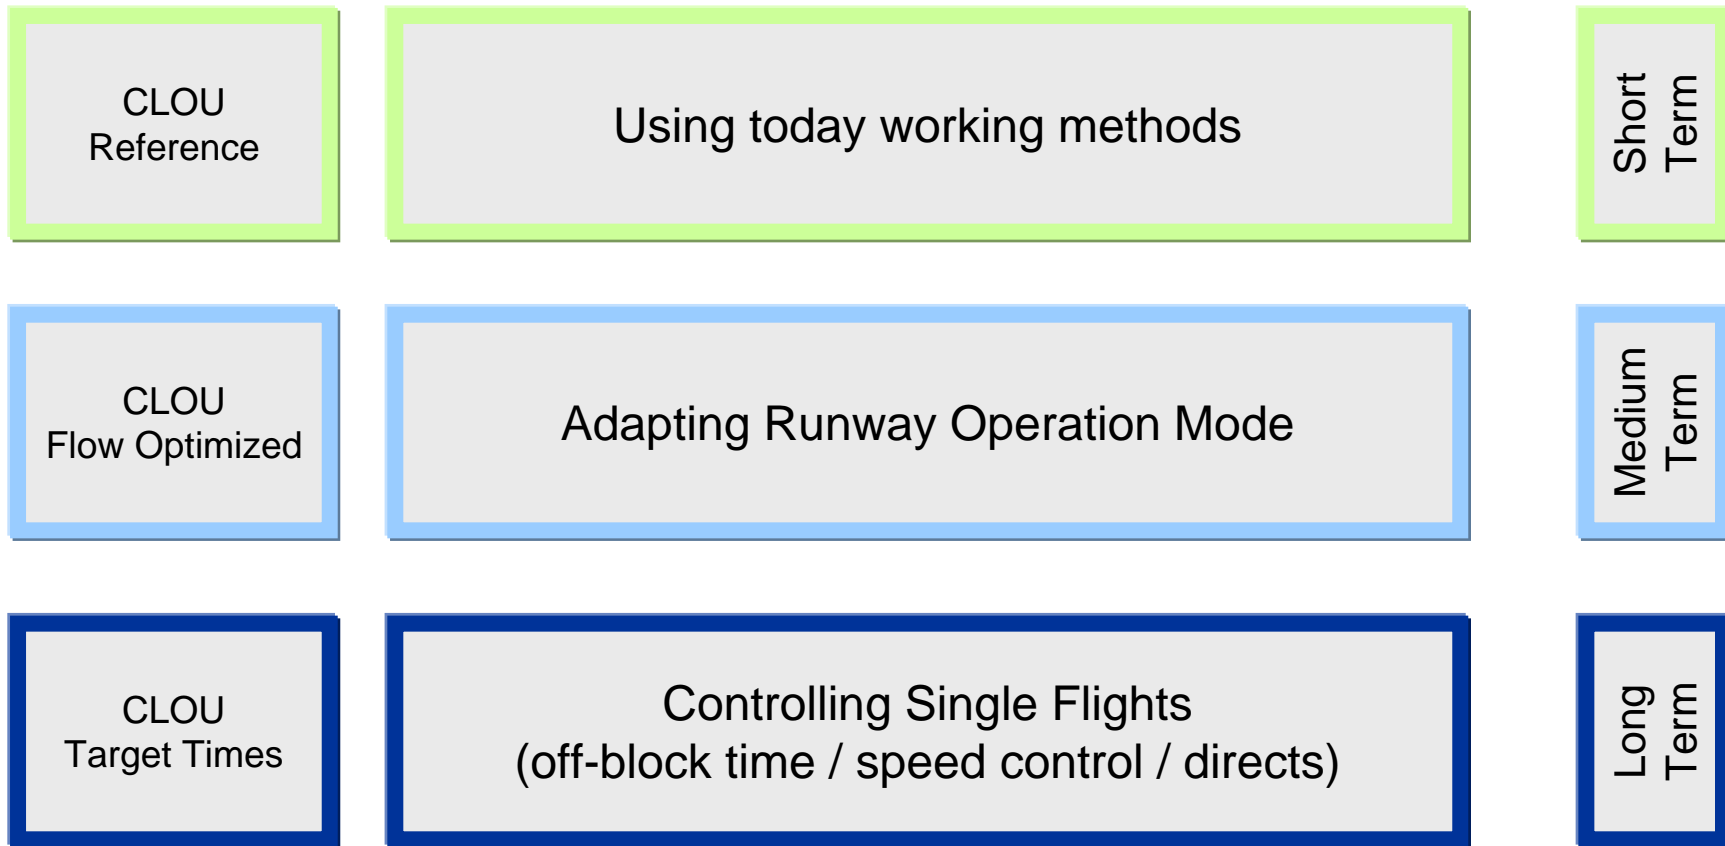 CLOU
Reference
Using today working methods
Short
Term
CLOU
Flow Optimized
Adapting Runway Operation Mode
Medium
Term
CLOU
Target Times
Controlling Single Flights
(off-block time / speed control / directs)
Long
Term